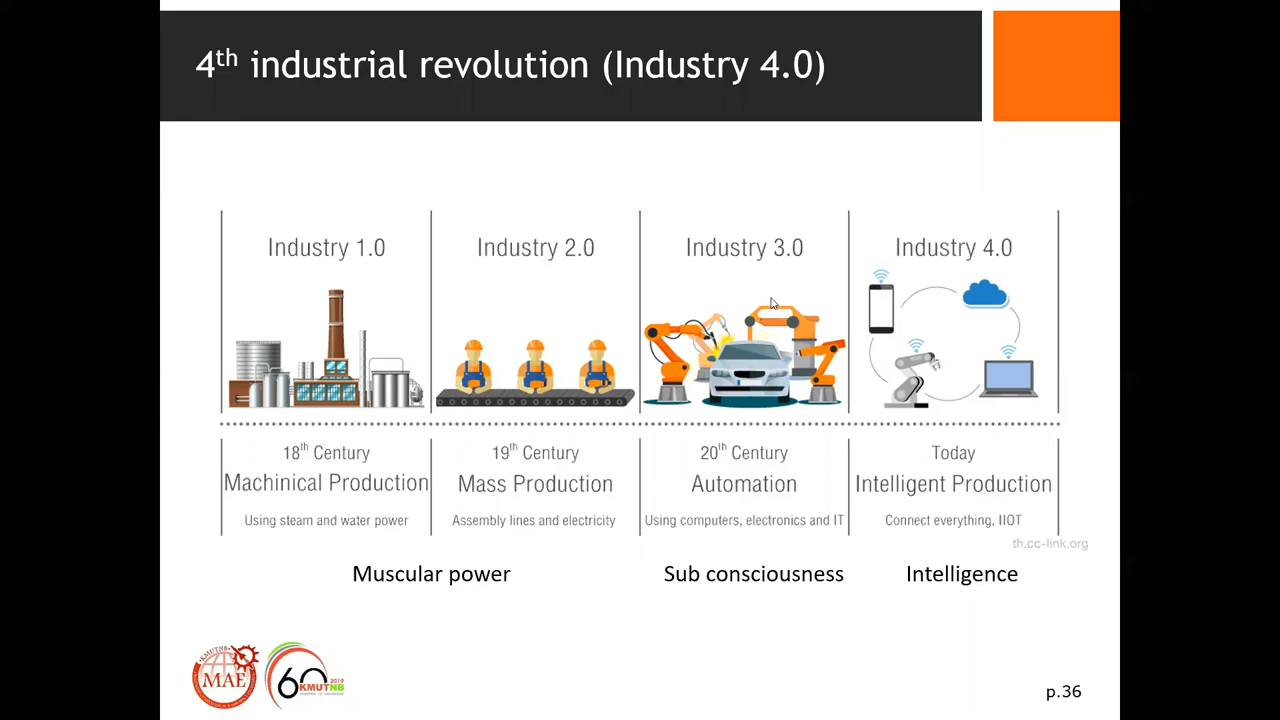 4th industrial revolution (Industry 4.0)
Industry 1.0
Industry 2.0
Industry 3.0
Industry 4.0
18th Century
19th Century
20th Century
Today
Machinical Production
Mass Production
Automation
Intelligent Production
Using steam and water power
Assembly lines and electricity
Using computers, electronics and IT
Connect everything, IIOT
th.cc-link.org
Muscular power
Sub consciousness
Intelligence
KMUTNB
MAE
60
2019
KMUTNB
p.36